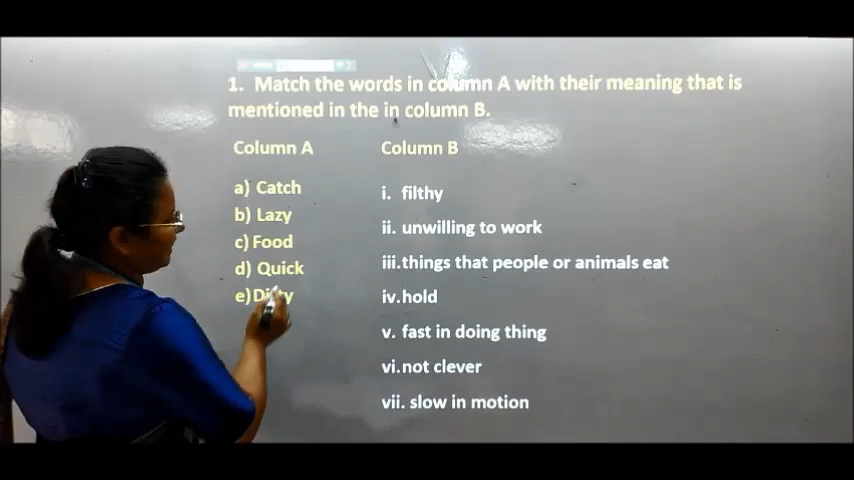 1. Match the words in column A with their meaning that is
mentioned in the in column B.
Column A
Column B
a) Catch
b) Lazy
c) Food
d) Quick
e)
i. filthy
ii. unwilling to work
iii.things that people or animals eat
iv.hold
v. fast in doing thing
vi.not clever
vii. slow in motion